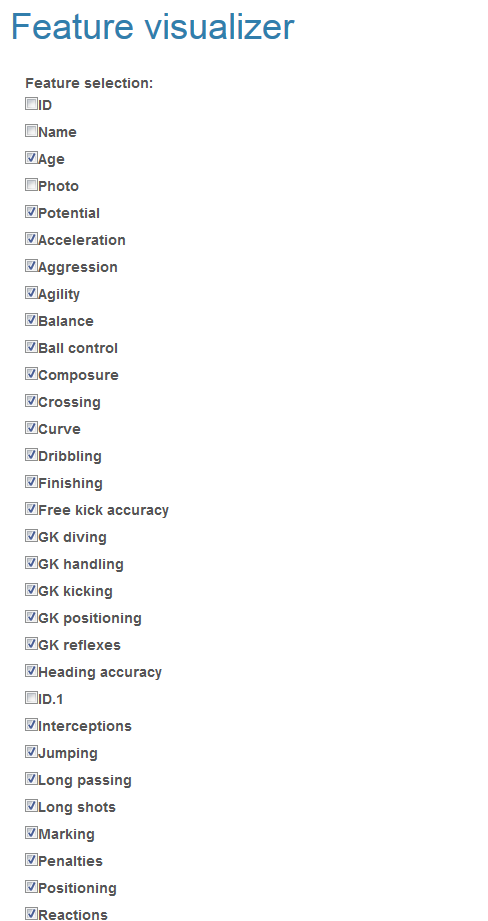 Feature visualizer
Feature selection:
ID
Name
Age
Photo
Potential
Acceleration
Aggression
Agility
Balance
Ball control
Composure
Crossing
Curve
Dribbling
Finishing
Free kick accuracy
GK diving
GK handling
GK kicking
GK positioning
GK reflexes
Heading accuracy
ID.1
Interceptions
Jumping
Long passing
Long shots
Marking
Penalties
Positioning
Reactions